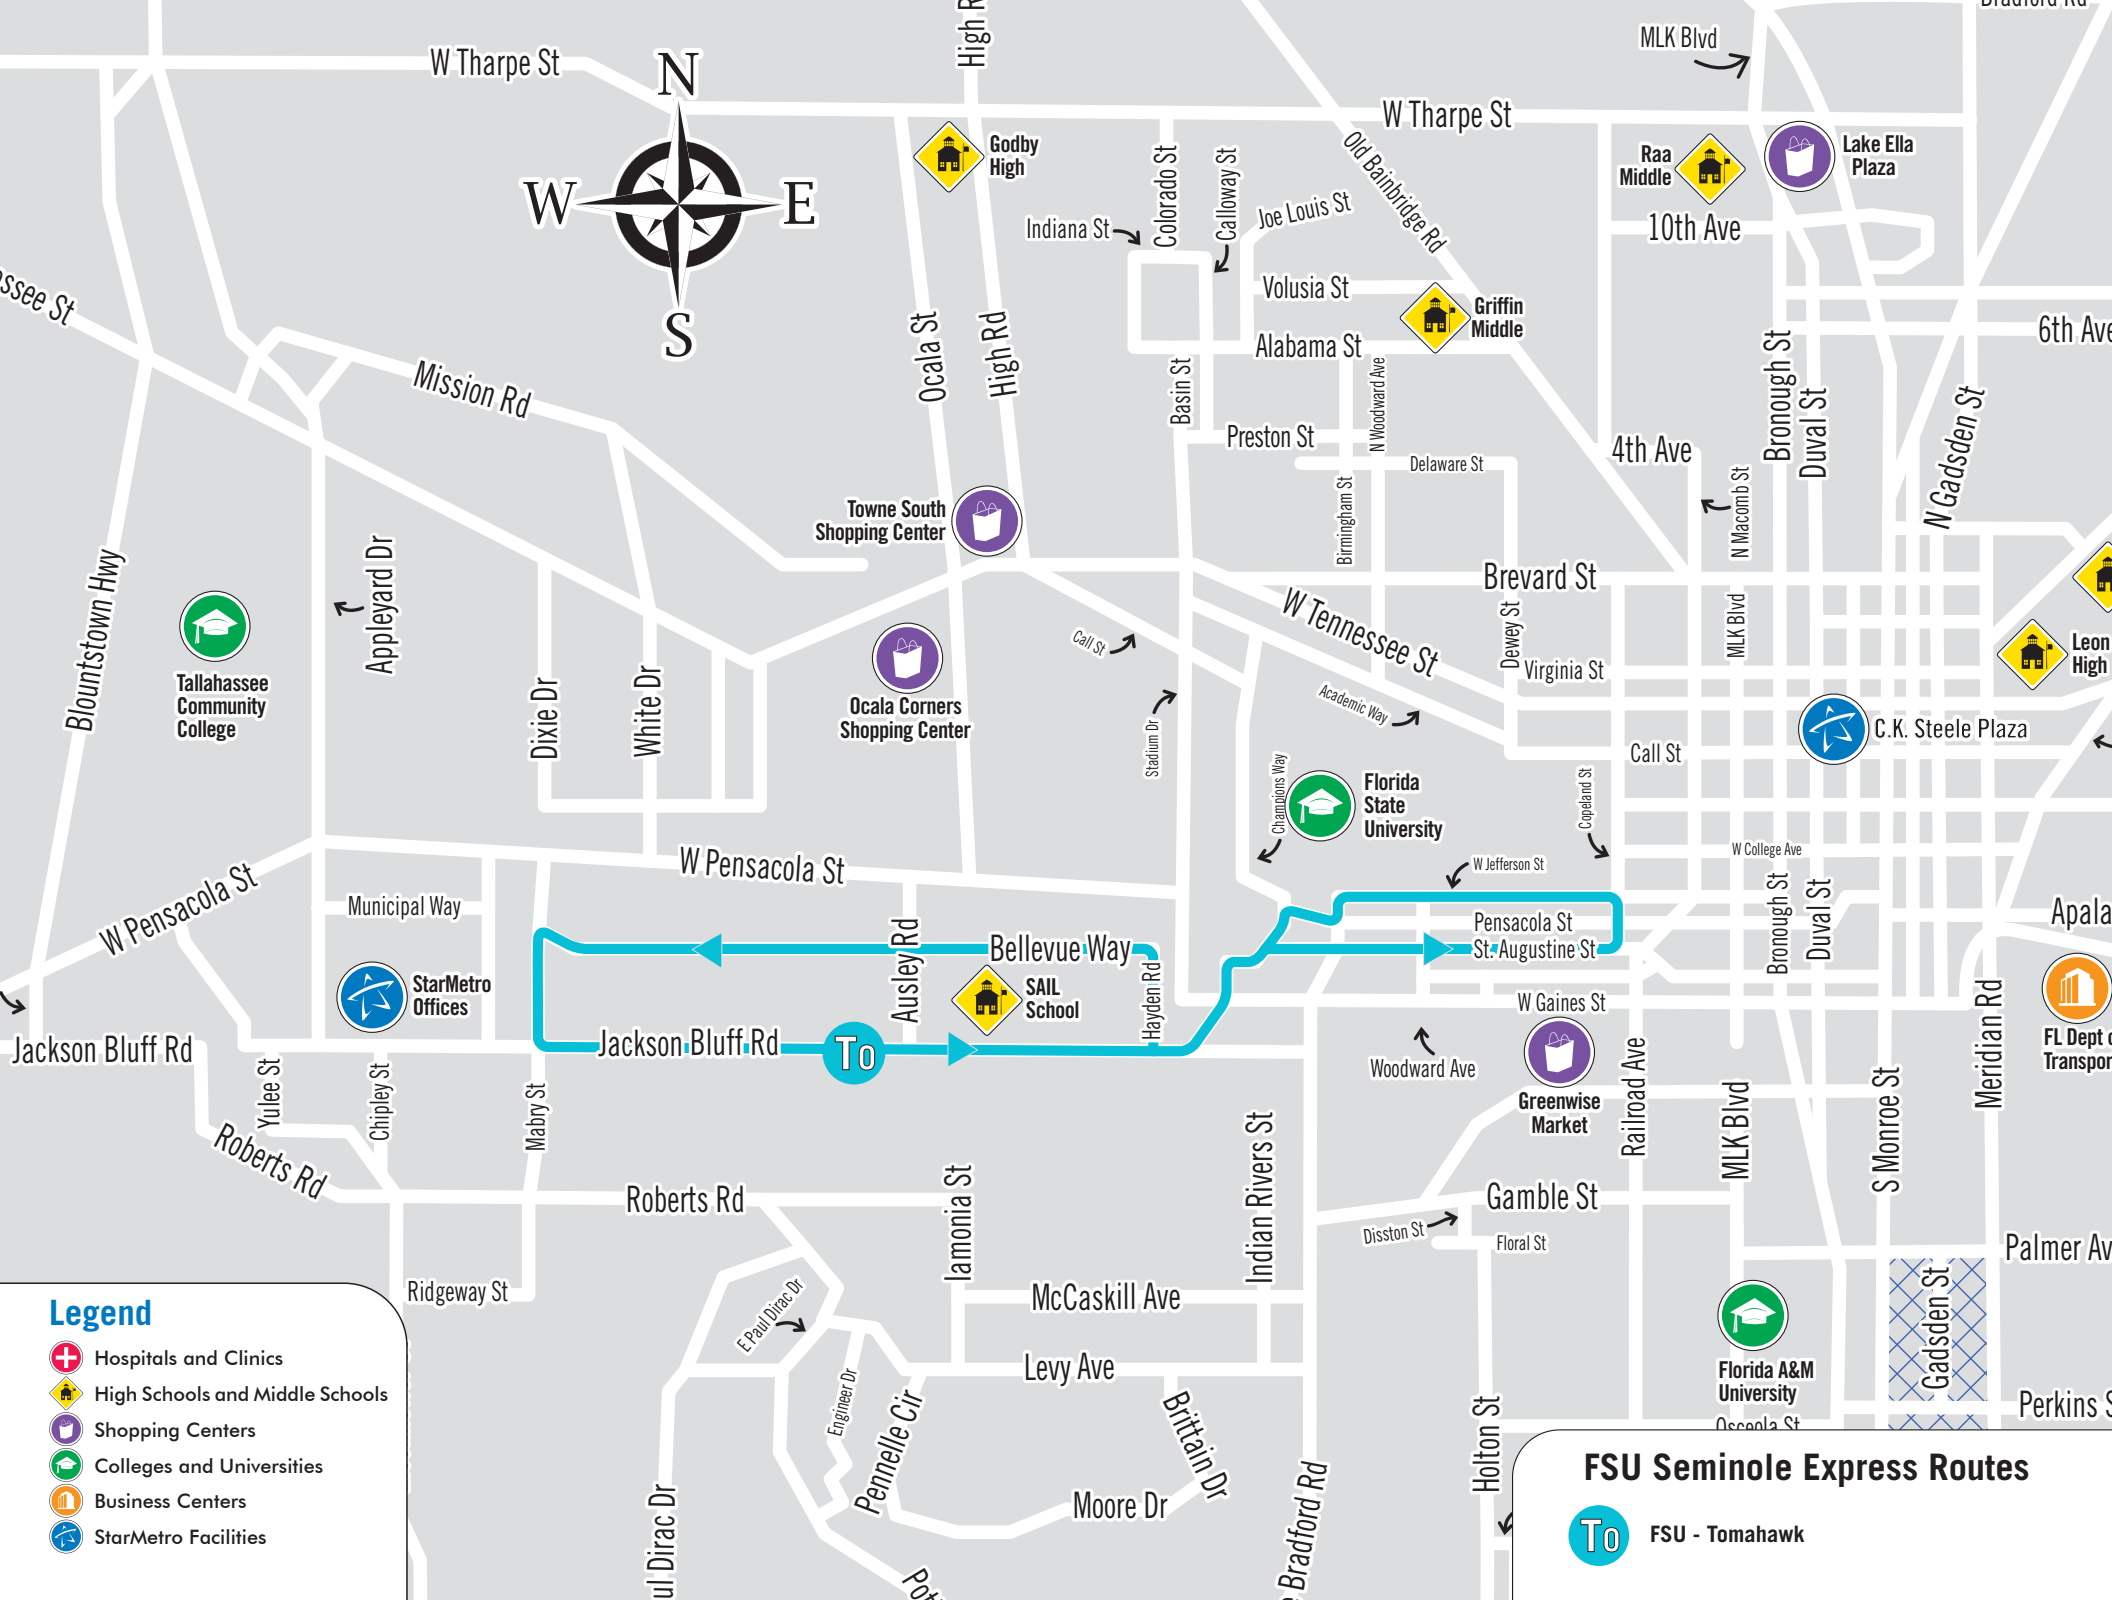 Bradford Rd
High R
MLK Blvd
W Tharpe St
N
W Tharpe St
W
E
S
Godby
High
Colorado St
Calloway St
Indiana St
Joe Louis St
Old Bainbridge Rd
Raa
Middle
Lake Ella
Plaza
10th Ave
Volusia St
Griffin
Middle
Alabama St
ssee St
Mission Rd
Ocala St
High Rd
Basin St
N Woodward Ave
Preston St
Delaware St
Birmingham St
4th Ave
N Macomb St
Bronough St
Duval St
6th Ave
N Gadsden St
Towne South
Shopping Center
Blountstown Hwy
Appleyard Dr
Tallahassee
Community
College
Dixie Dr
White Dr
Ocala Corners
Shopping Center
Call St
Stadium Dr
W Tennessee St
Brevard St
Dewey St
Virginia St
MLK Blvd
Academic Way
Leon
High
C.K. Steele Plaza
Call St
Champions Way
Florida
State
University
Copeland St
W College Ave
W Jefferson St
W Pensacola St
W Pensacola St
Municipal Way
StarMetro
Offices
Ausley Rd
Bellevue Way
SAIL
School
Hayden Rd
Pensacola St
St. Augustine St
Bronough St
Duval St
Apala
W Gaines St
Meridian Rd
FL Dept o
Transpor
Jackson Bluff Rd
Jackson Bluff Rd
To
Woodward Ave
Greenwise
Market
Railroad Ave
MLK Blvd
S Monroe St
Yulee St
Chipley St
Mabry St
Roberts Rd
Roberts Rd
Iamonia St
Indian Rivers St
Gamble St
Disston St
Floral St
Palmer Av
Ridgeway St
McCaskill Ave
E Paul Dirac Dr
Levy Ave
Engineer Dr
Pennelle Cir
Brittain Dr
Moore Dr
ul Dirac Dr
Pot
Bradford Rd
Holton St
Gadsden St
Florida A&M
University
Osceola St
Perkins S
Legend
Hospitals and Clinics
High Schools and Middle Schools
Shopping Centers
Colleges and Universities
Business Centers
StarMetro Facilities
FSU Seminole Express Routes
To
FSU - Tomahawk